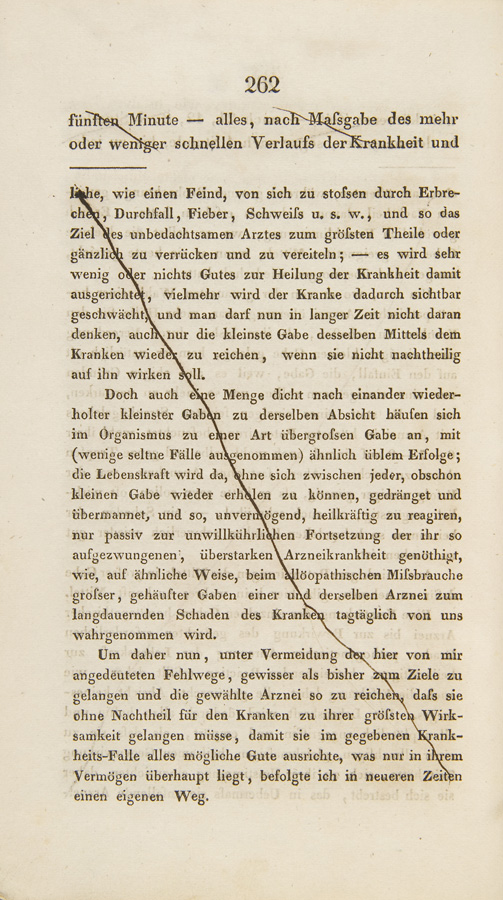 262
fünften Minute — alles, nach Maſsgabe des mehr
oder weniger schnellen Verlaufs der Krankheit und
liche, wie einen Feind, von sich zu stoſsen durch Erbre-
chen, Durchfall, Fieber, Schweiſs u. s. w., und so das
Ziel des unbedachtsamen Arztes zum gröſsten Theile oder
gänzlich zu verrücken und zu vereiteln; — es wird sehr
wenig oder nichts Gutes zur Heilung der Krankheit damit
ausgerichtet, vielmehr wird der Kranke dadurch sichtbar
geschwächt, und man darf nun in langer Zeit nicht daran
denken, auch nur die kleinste Gabe desselben Mittels dem
Kranken wieder zu reichen, wenn sie nicht nachtheilig
auf ihn wirken soll.
Doch auch eine Menge dicht nach einander wieder-
holter kleinster Gaben zu derselben Absicht häufen sich
im Organismus zu einer Art übergroſsen Gabe an, mit
(wenige seltne Fälle ausgenommen) ähnlich üblem Erfolge;
die Lebenskraft wird da, ohne sich zwischen jeder, obschon
kleinen Gabe wieder erholen zu können, gedränget und
übermannet, und so, unvermögend, heilkräftig zu reagiren,
nur passiv zur unwillkührlichen Fortsetzung der ihr so
aufgezwungenen, überstarken Arzneikrankheit genöthigt,
wie, auf ähnliche Weise, beim allöopathischen Miſsbrauche
groſser, gehäufter Gaben einer und derselben Arznei zum
langdauernden Schaden des Kranken tagtäglich von uns
wahrgenommen wird.
Um daher nun, unter Vermeidung der hier von mir
angedeuteten Fehlwege, gewisser als bisher zum Ziele zu
gelangen und die gewählte Arznei so zu reichen, daſs sie
ohne Nachtheil für den Kranken zu ihrer gröſsten Wirk-
samkeit gelangen müsse, damit sie im gegebenen Krank-
heits-Falle alles mögliche Gute ausrichte, was nur in ihrem
Vermögen überhaupt liegt, befolgte ich in neueren Zeiten
einen eigenen Weg.